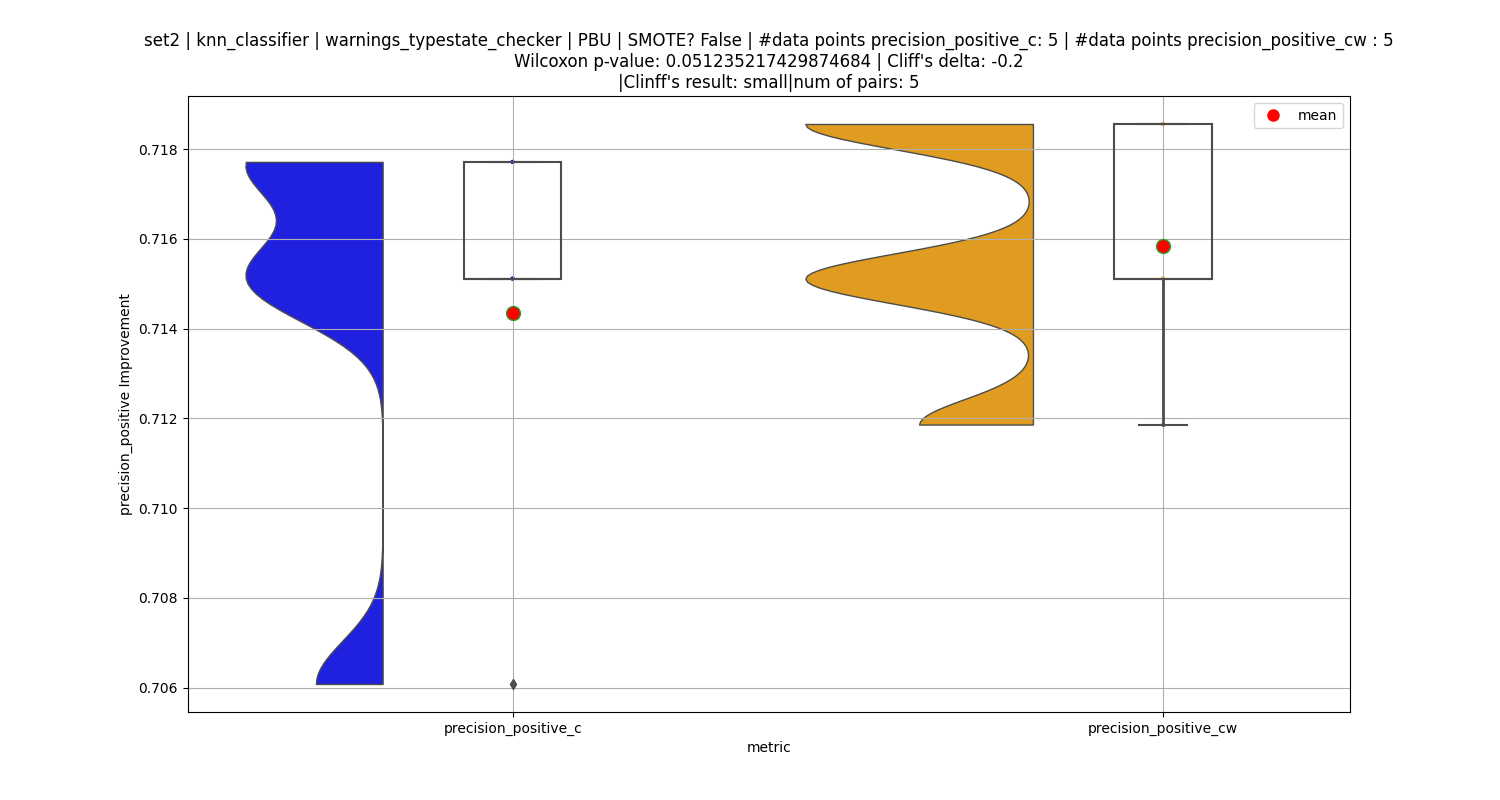 set2 | knn_classifier | warnings_typestate_checker | PBU | SMOTE? False | #data points precision_positive_c: 5 | #data points precision_positive_cw : 5
Wilcoxon p-value: 0.051235217429874684 | Cliff's delta: -0.2
|Clinff's result: small|num of pairs: 5
mean
0.718
0.716
0.714
0.712
0.710
0.708
0.706
precision_positive Improvement
precision_positive_c
precision_positive_cw
metric